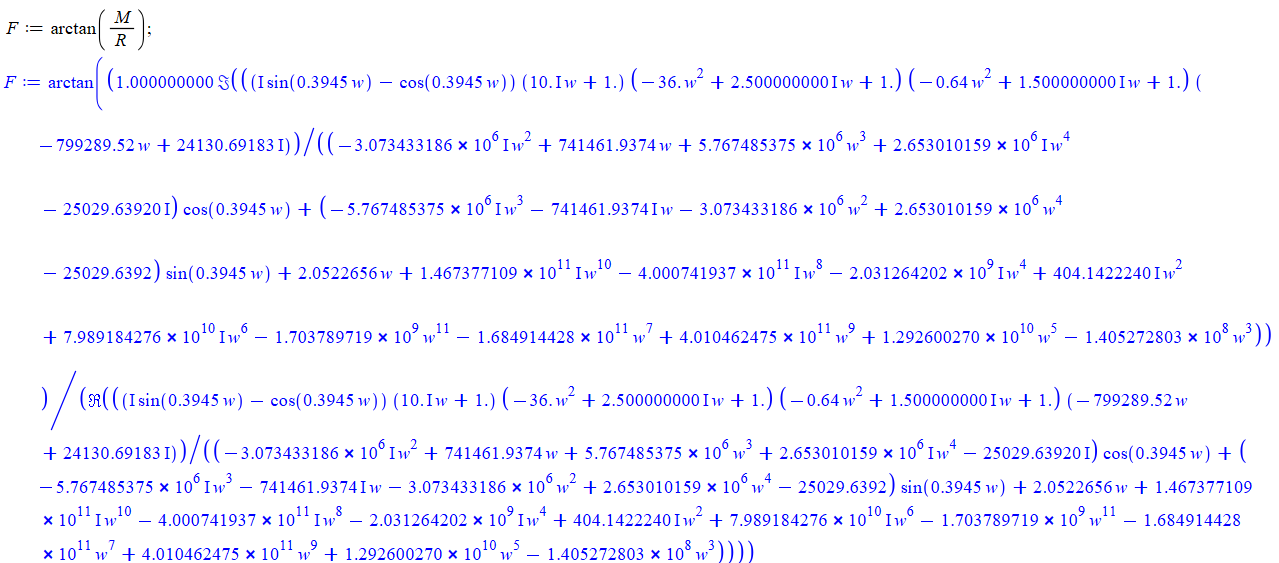 F := arctan(M/R);
F := arctan((1.000000000 ℑ(((I sin(0.3945 w) − cos(0.3945 w)) (10. I w + 1.) (−36. w^2 + 2.500000000 I w + 1.) (−0.64 w^2 + 1.500000000 I w + 1.) (
−799289.52 w + 24130.69183 I))/((−3.073433186 × 10^6 I w^2 + 741461.9374 w + 5.767485375 × 10^6 w^3 + 2.653010159 × 10^6 I w^4
− 25029.63920 I) cos(0.3945 w) + (−5.767485375 × 10^6 I w^3 − 741461.9374 I w − 3.073433186 × 10^6 w^2 + 2.653010159 × 10^6 w^4
− 25029.6392) sin(0.3945 w) + 2.0522656 w + 1.467377109 × 10^11 I w^10 − 4.000741937 × 10^11 I w^8 − 2.031264202 × 10^9 I w^4 + 404.1422240 I w^2
+ 7.989184276 × 10^10 I w^6 − 1.703789719 × 10^9 w^11 − 1.684914428 × 10^11 w^7 + 4.010462475 × 10^11 w^9 + 1.292600270 × 10^10 w^5 − 1.405272803 × 10^8 w^3))
)/(ℜ(((I sin(0.3945 w) − cos(0.3945 w)) (10. I w + 1.) (−36. w^2 + 2.500000000 I w + 1.) (−0.64 w^2 + 1.500000000 I w + 1.) (−799289.52 w
+ 24130.69183 I))/((−3.073433186 × 10^6 I w^2 + 741461.9374 w + 5.767485375 × 10^6 w^3 + 2.653010159 × 10^6 I w^4 − 25029.63920 I) cos(0.3945 w) + (
−5.767485375 × 10^6 I w^3 − 741461.9374 I w − 3.073433186 × 10^6 w^2 + 2.653010159 × 10^6 w^4 − 25029.6392) sin(0.3945 w) + 2.0522656 w + 1.467377109
× 10^11 I w^10 − 4.000741937 × 10^11 I w^8 − 2.031264202 × 10^9 I w^4 + 404.1422240 I w^2 + 7.989184276 × 10^10 I w^6 − 1.703789719 × 10^9 w^11 − 1.684914428
× 10^11 w^7 + 4.010462475 × 10^11 w^9 + 1.292600270 × 10^10 w^5 − 1.405272803 × 10^8 w^3))))